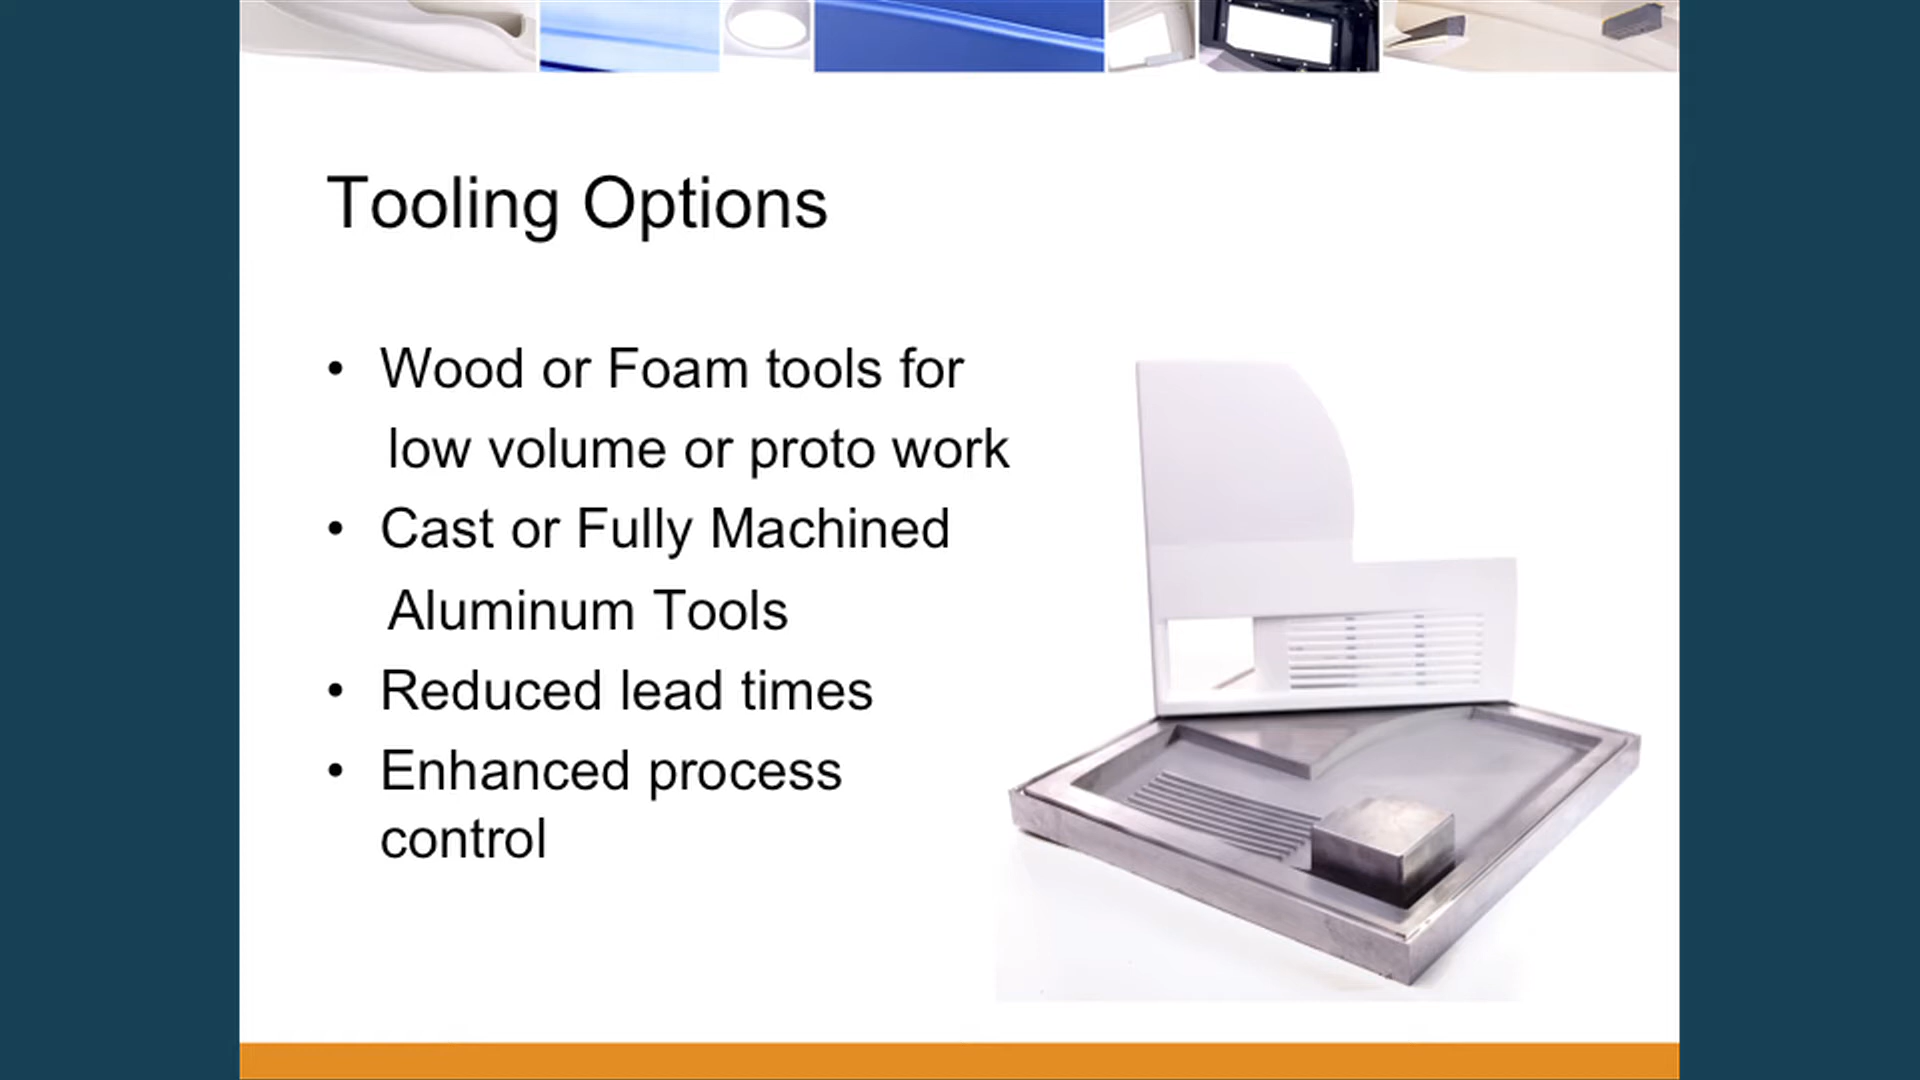 Tooling Options
• Wood or Foam tools for
low volume or proto work
• Cast or Fully Machined
Aluminum Tools
• Reduced lead times
• Enhanced process
control